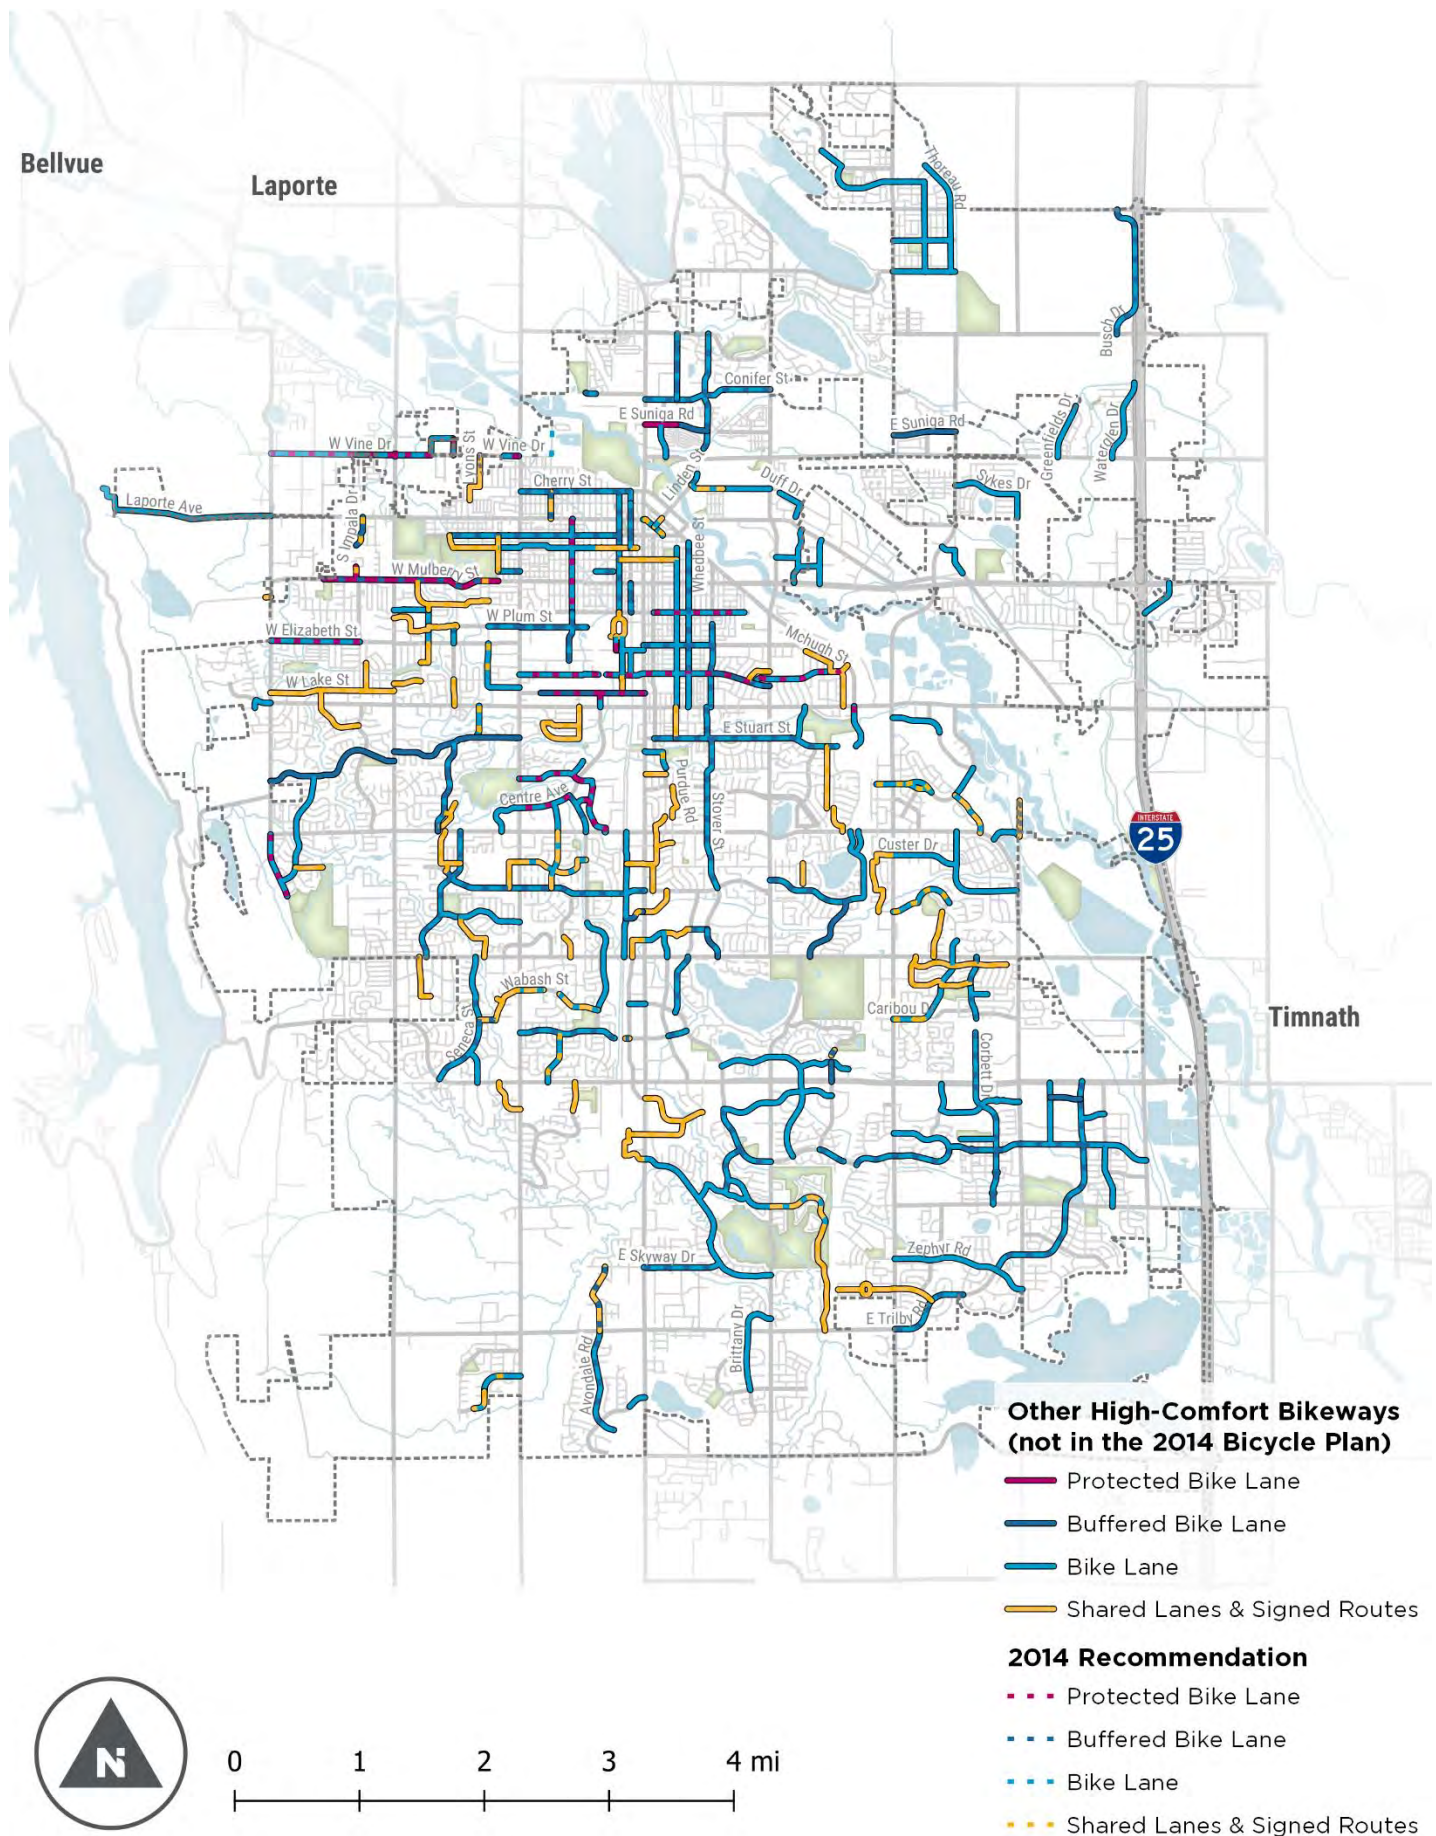 Bellvue
Laporte
Thoreau Rd
Busch Dr
Conifer St
E Suniga Rd
E Suniga Rd
Greenfields Dr
Waterglen Dr
W Vine Dr
Lyons St
W Vine Dr
Linden St
Duff Dr
Sykes Dr
Cherry St
Laporte Ave
S Impala Dr
Whedbee St
W Mulberry St
W Plum St
W Elizabeth St
Mchugh St
W Lake St
E Stuart St
Purdue Rd
Centre Ave
Stover St
INTERSTATE
25
Custer Dr
Wabash St
Seneca St
Caribou D
Timnath
Corbett Dr
Zephyr Rd
E Skyway Dr
E Trilby Rd
Brittany Dr
Avondale Rd
Other High-Comfort Bikeways
(not in the 2014 Bicycle Plan)
Protected Bike Lane
Buffered Bike Lane
Bike Lane
Shared Lanes & Signed Routes
2014 Recommendation
Protected Bike Lane
Buffered Bike Lane
Bike Lane
Shared Lanes & Signed Routes
N
0 1 2 3 4 mi